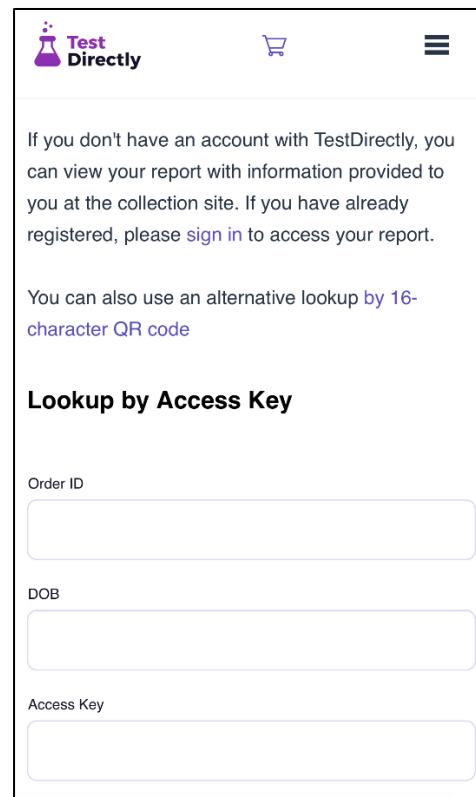 Test
Directly
If you don't have an account with TestDirectly, you
can view your report with information provided to
you at the collection site. If you have already
registered, please sign in to access your report.
You can also use an alternative lookup by 16-
character QR code
Lookup by Access Key
Order ID
DOB
Access Key